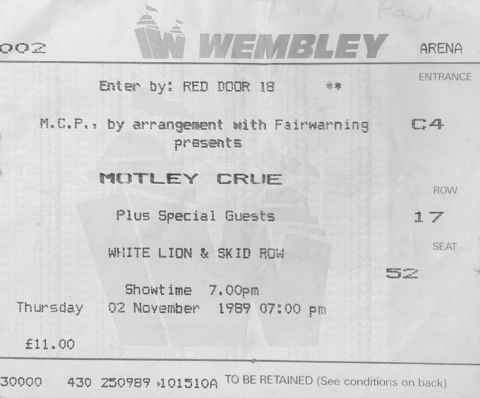 Paul
002 WEMBLEY ARENA
ENTRANCE
Enter by: RED DOOR 18 **
M.C.P., by arrangement with Fairwarning C4
presents
MOTLEY CRUE
ROW
Plus Special Guests 17
SEAT
WHITE LION & SKID ROW
52
Showtime 7.00pm
Thursday 02 November 1989 07:00 pm
£11.00
30000 430 250989 101510A TO BE RETAINED (See conditions on back)